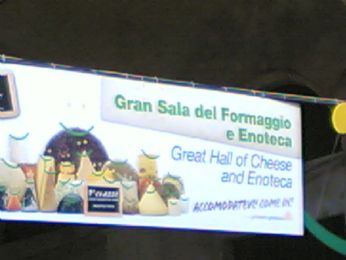 Gran Sala del Formaggio
e Enoteca
Great Hall of Cheese
and Enoteca
ACCOMODATEVI! COME IN!